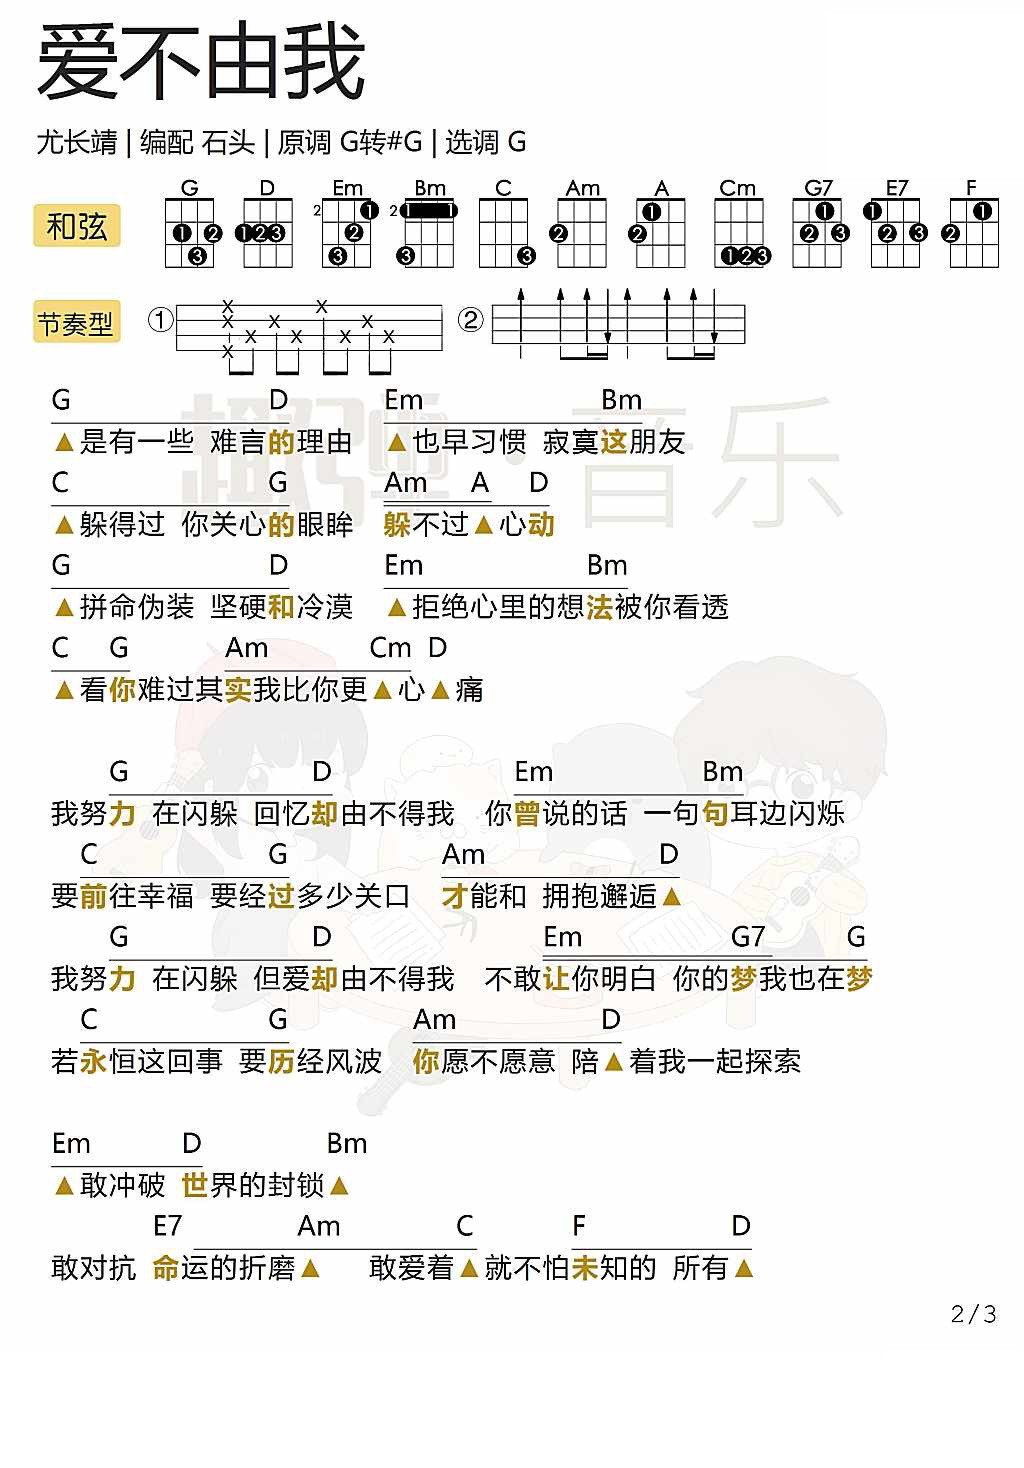 爱不由我
尤长靖 | 编配 石头 | 原调 G转#G | 选调 G
和弦 G D Em Bm C Am A Cm G7 E7 F
节奏型 ① ②
G D Em Bm
▲是有一些 难言的理由 ▲也早习惯 寂寞这朋友
C G Am A D
▲躲得过 你关心的眼眸 躲不过▲心动
G D Em Bm
▲拼命伪装 坚硬和冷漠 ▲拒绝心里的想法被你看透
C G Am Cm D
▲看你难过其实我比你更▲心▲痛
G D Em Bm
我努力 在闪躲 回忆却由不得我 你曾说的话 一句句耳边闪烁
C G Am D
要前往幸福 要经过多少关口 才能和 拥抱邂逅▲
G D Em G7 G
我努力 在闪躲 但爱却由不得我 不敢让你明白 你的梦我也在梦
C G Am D
若永恒这回事 要历经风波 你愿不愿意 陪▲着我一起探索
Em D Bm
▲敢冲破 世界的封锁▲
E7 Am C F D
敢对抗 命运的折磨▲ 敢爱着▲就不怕未知的 所有▲
2/3
趣弹·音乐